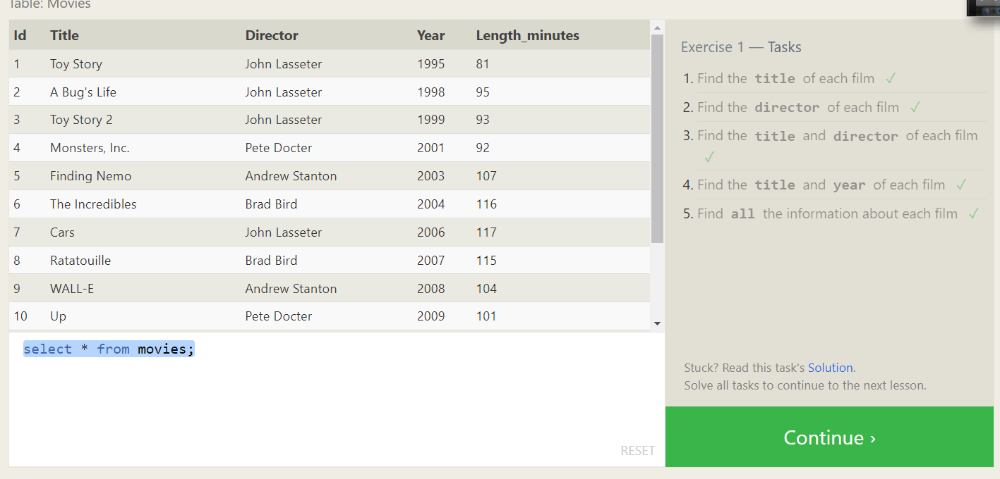 Table: Movies
Id Title Director Year Length_minutes
1 Toy Story John Lasseter 1995 81
2 A Bug's Life John Lasseter 1998 95
3 Toy Story 2 John Lasseter 1999 93
4 Monsters, Inc. Pete Docter 2001 92
5 Finding Nemo Andrew Stanton 2003 107
6 The Incredibles Brad Bird 2004 116
7 Cars John Lasseter 2006 117
8 Ratatouille Brad Bird 2007 115
9 WALL-E Andrew Stanton 2008 104
10 Up Pete Docter 2009 101
select * from movies;
RESET
Exercise 1 — Tasks
1. Find the title of each film ✓
2. Find the director of each film ✓
3. Find the title and director of each film
✓
4. Find the title and year of each film ✓
5. Find all the information about each film ✓
Stuck? Read this task's Solution.
Solve all tasks to continue to the next lesson.
Continue ›